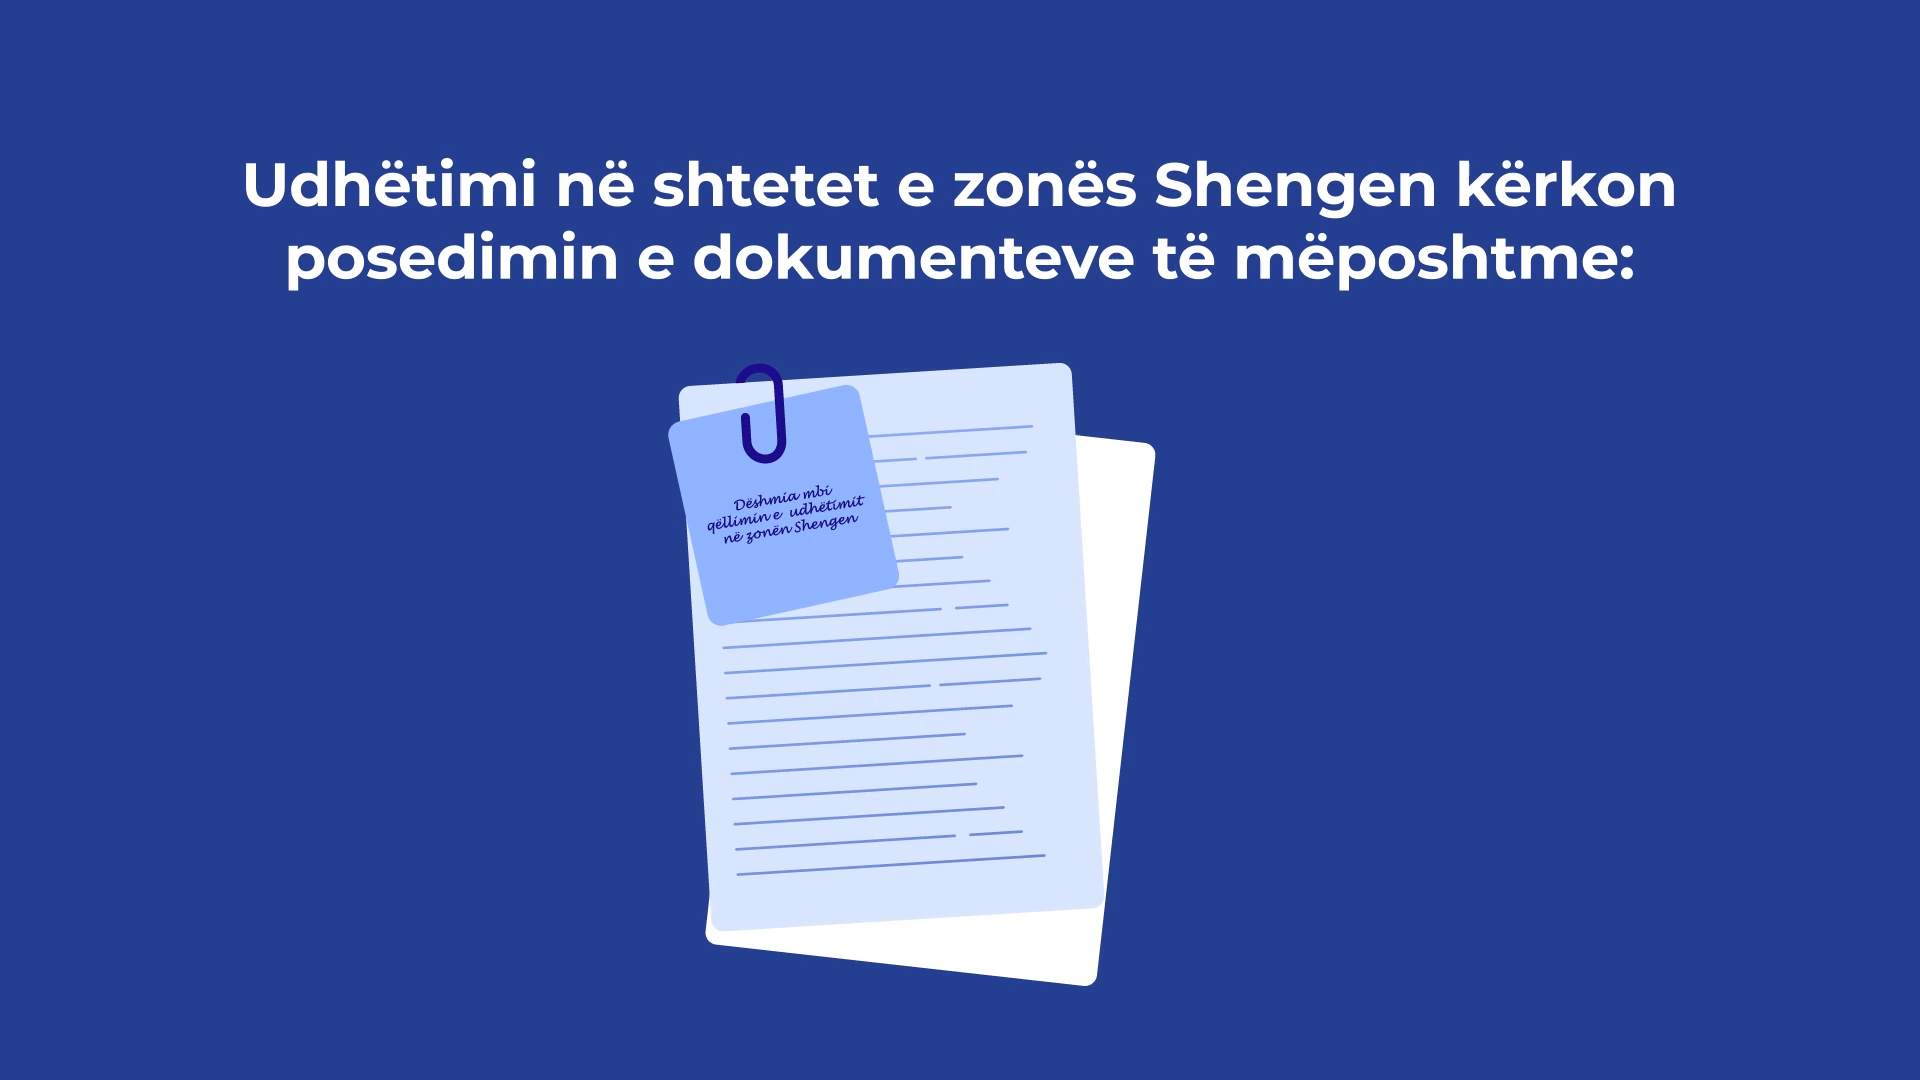 Udhëtimi në shtetet e zonës Shengen kërkon
posedimin e dokumenteve të mëposhtme:
Dëshmia mbi
qëllimin e udhëtimit
në zonën Shengen